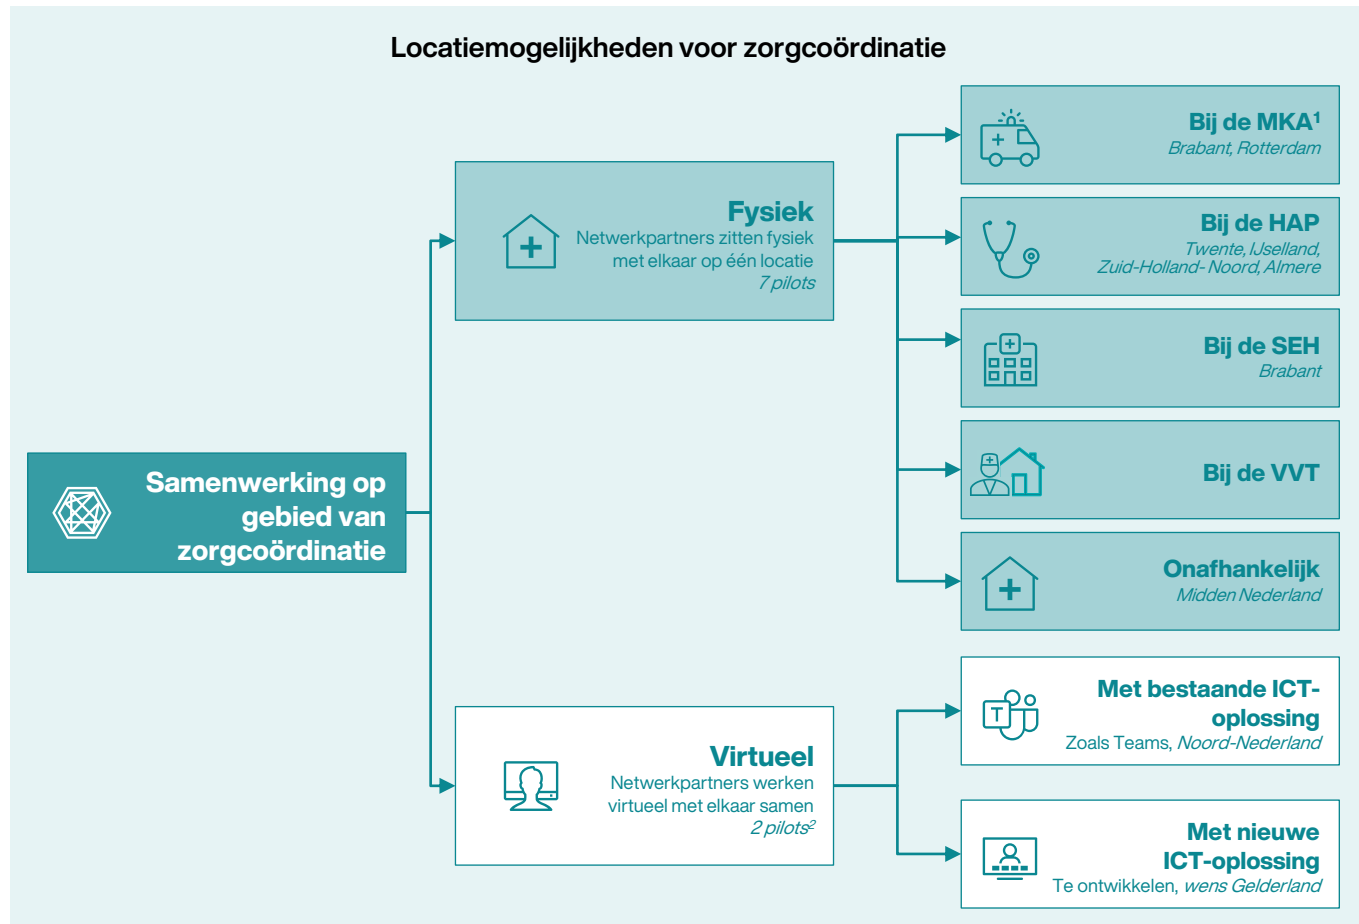 Locatiemogelijkheden voor zorgcoördinatie
Samenwerking op
gebied van
zorgcoördinatie
Fysiek
Netwerkpartners zitten fysiek
met elkaar op één locatie
7 pilots
Bij de MKA¹
Brabant, Rotterdam
Bij de HAP
Twente, IJselland,
Zuid-Holland- Noord, Almere
Bij de SEH
Brabant
Bij de VVT
Onafhankelijk
Midden Nederland
Virtueel
Netwerkpartners werken
virtueel met elkaar samen
2 pilots²
Met bestaande ICT-
oplossing
Zoals Teams, Noord-Nederland
T
Met nieuwe
ICT-oplossing
Te ontwikkelen, wens Gelderland